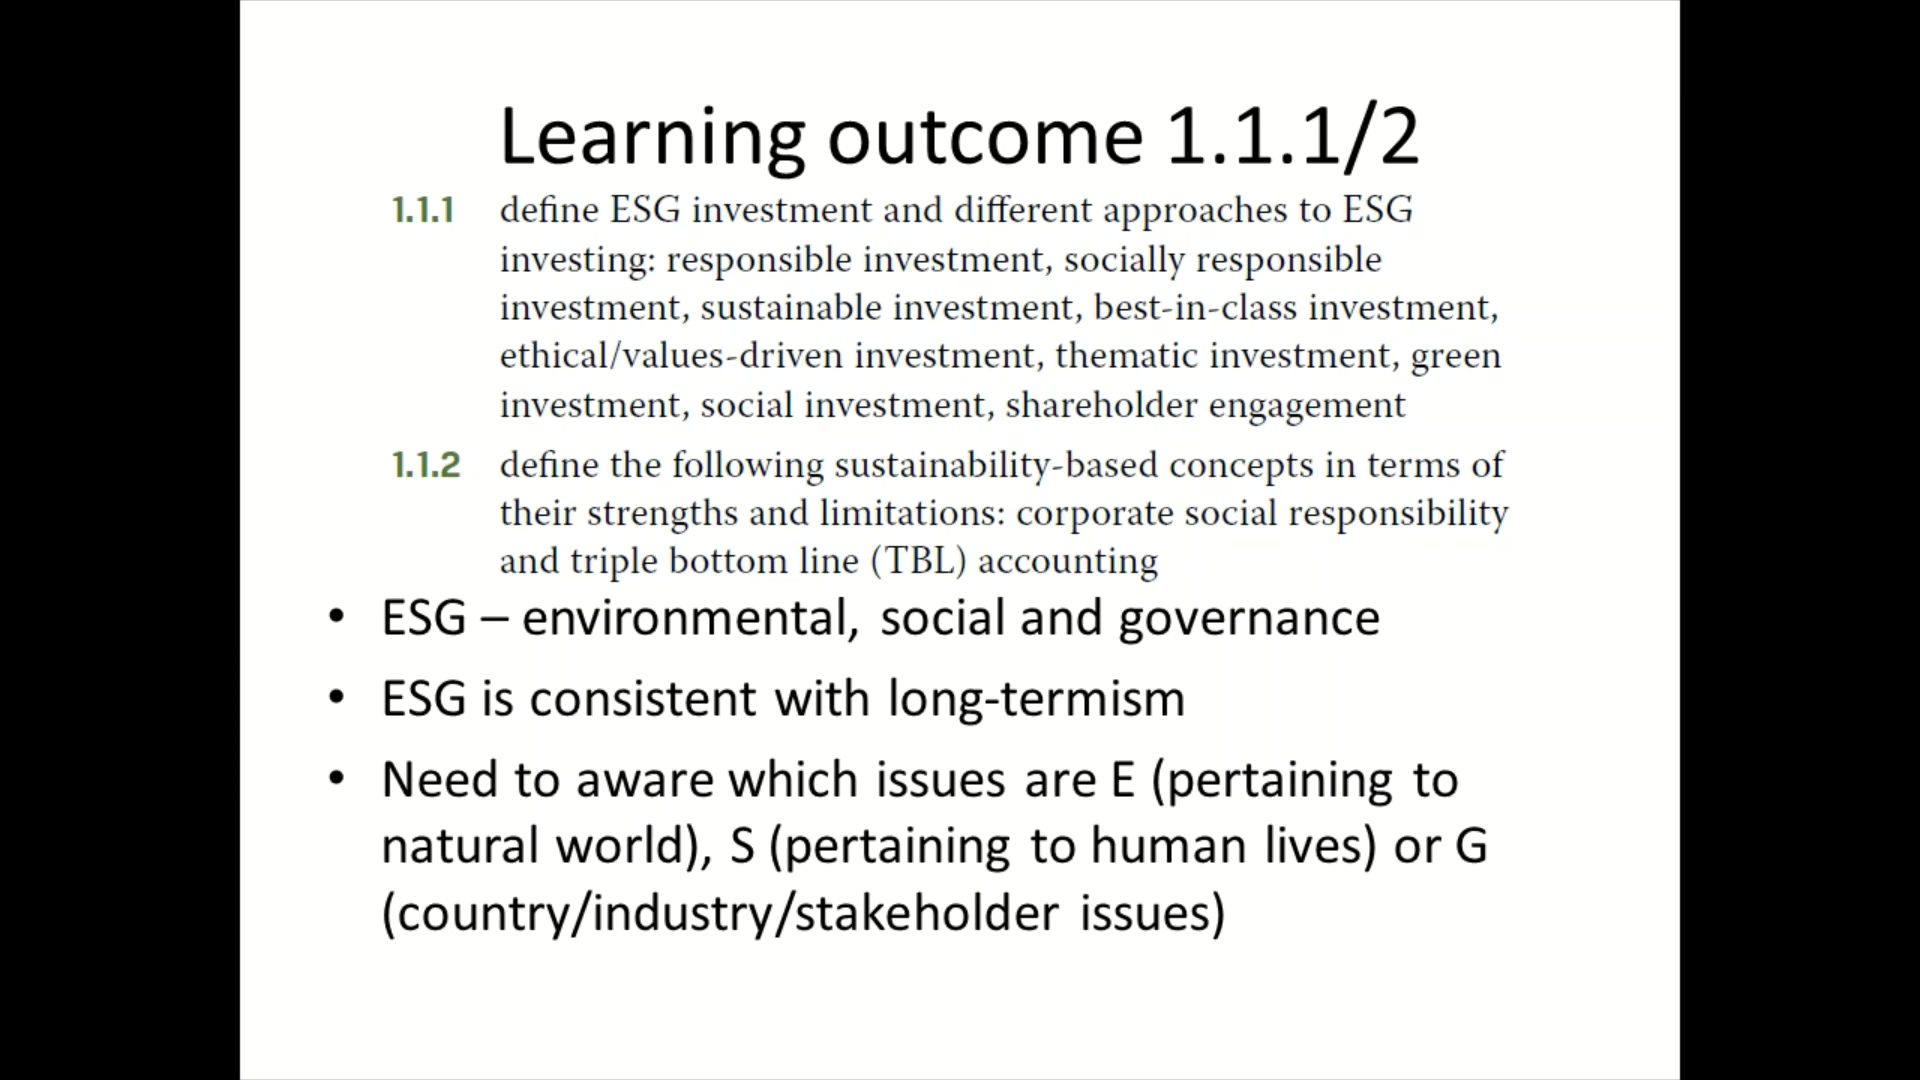 Learning outcome 1.1.1/2
1.1.1 define ESG investment and different approaches to ESG
investing: responsible investment, socially responsible
investment, sustainable investment, best-in-class investment,
ethical/values-driven investment, thematic investment, green
investment, social investment, shareholder engagement
1.1.2 define the following sustainability-based concepts in terms of
their strengths and limitations: corporate social responsibility
and triple bottom line (TBL) accounting
• ESG – environmental, social and governance
• ESG is consistent with long-termism
• Need to aware which issues are E (pertaining to
natural world), S (pertaining to human lives) or G
(country/industry/stakeholder issues)